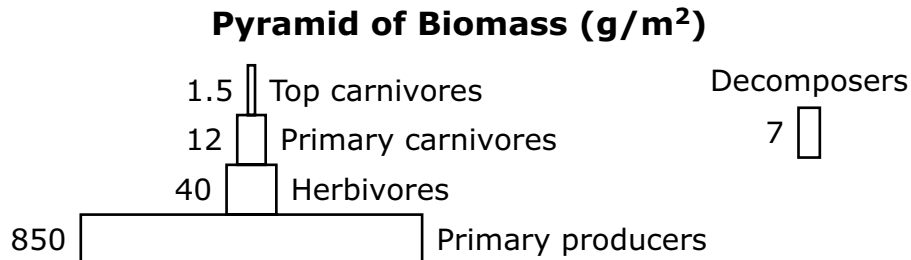 Pyramid of Biomass (g/m²)
1.5 Top carnivores
Decomposers
12 Primary carnivores
7
40 Herbivores
850 Primary producers